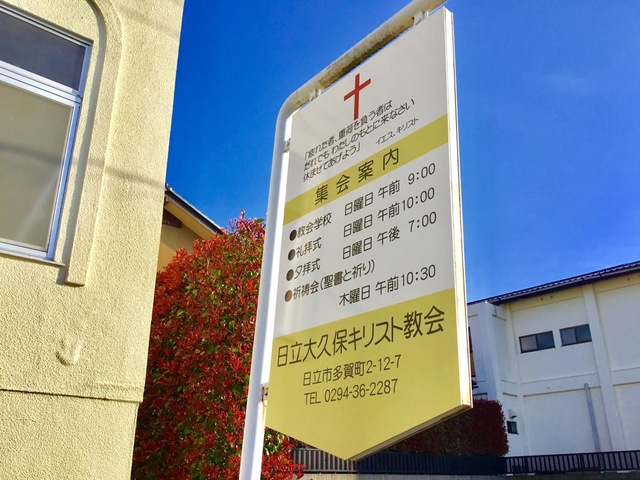 「疲れた者、重荷を負う者は
だれでもわたしのもとに来なさい
休ませてあげよう」 イエス、キリスト
集会案内
●教会学校 日曜日 午前 9:00
●礼拝式 日曜日 午前 10:00
●夕拝式 日曜日 午後 7:00
●祈祷会(聖書と祈り)
木曜日 午前 10:30
日立大久保キリスト教会
日立市多賀町2-12-7
TEL 0294-36-2287